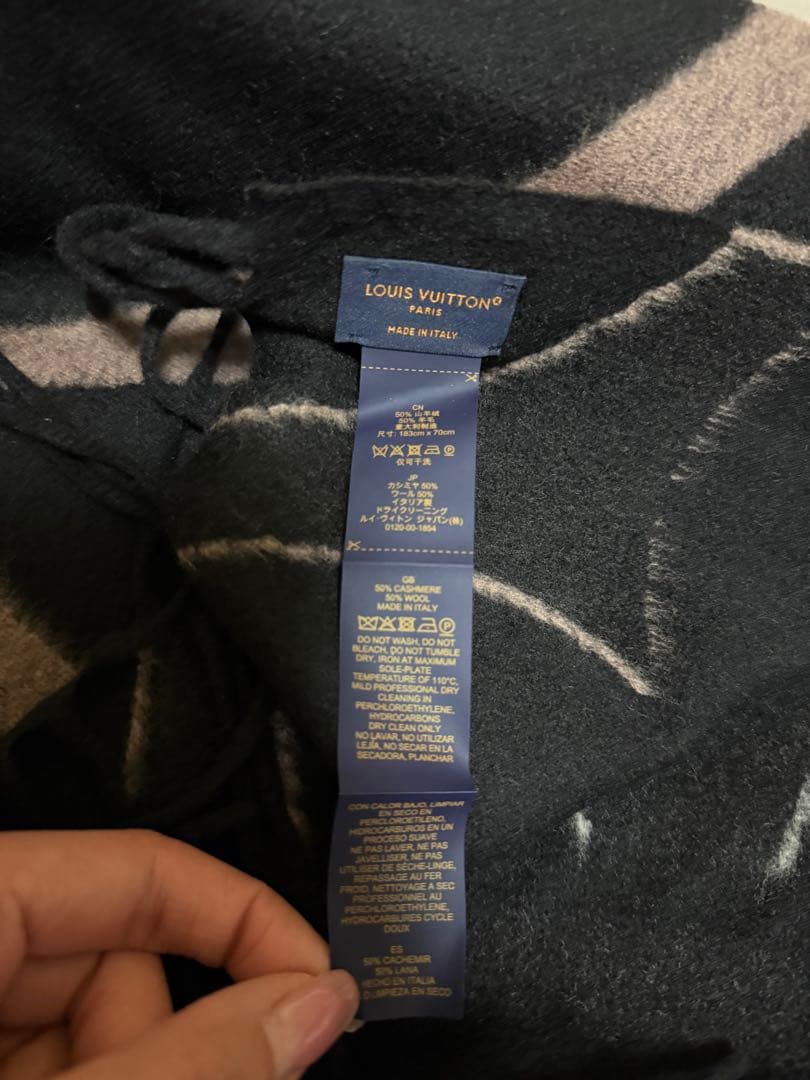 LOUIS VUITTON
PARIS
MADE IN ITALY
CN
50% 山羊绒
50% 羊毛
意大利制造
尺寸: 183cm x 70cm
仅可干洗
JP
カシミヤ 50%
ウール 50%
イタリア製
ドライクリーニング
ルイ・ヴィトン ジャパン(株)
0120-00-1854
GB
50% CASHMERE
50% WOOL
MADE IN ITALY
DO NOT WASH, DO NOT
BLEACH, DO NOT TUMBLE
DRY, IRON AT MAXIMUM
SOLE-PLATE
TEMPERATURE OF 110°C,
MILD PROFESSIONAL DRY
CLEANING IN
PERCHLOROETHYLENE,
HYDROCARBONS
DRY CLEAN ONLY
NO LAVAR, NO UTILIZAR
LEJÍA, NO SECAR EN LA
SECADORA, PLANCHAR
CON CALOR BAJO, LIMPIAR
EN SECO EN
PERCLOROETILENO,
HIDROCARBUROS EN UN
PROCESO SUAVE
NE PAS LAVER, NE PAS
JAVELLISER, NE PAS
UTILISER DE SÈCHE-LINGE,
REPASSAGE AU FER
FROID, NETTOYAGE A SEC
PROFESSIONNEL AU
PERCHLOROETHYLENE,
HYDROCARBURES CYCLE
DOUX
ES
50% CACHEMIR
50% LANA
HECHO EN ITALIA
LIMPIEZA EN SECO